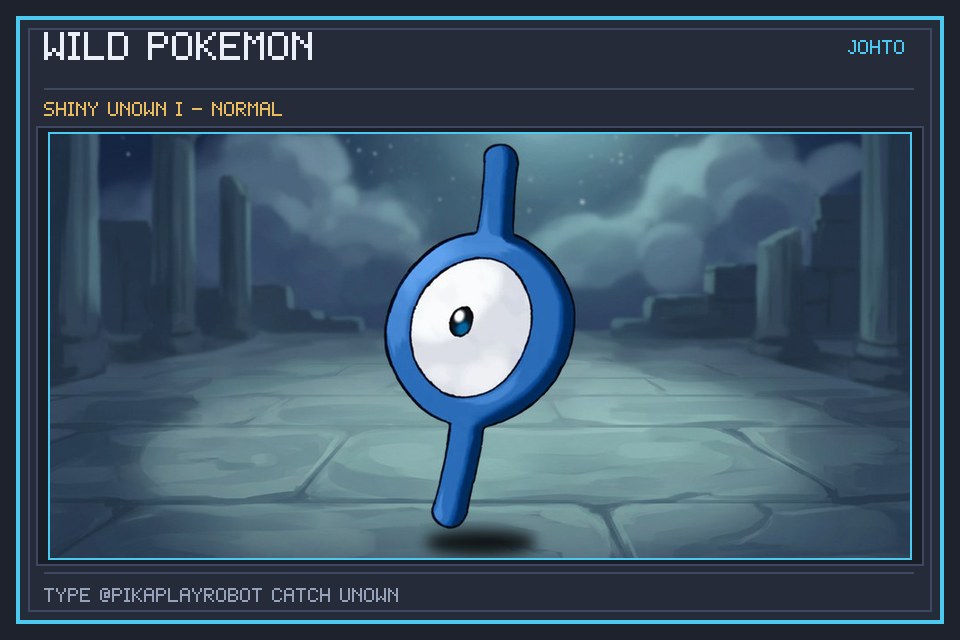 WILD POKEMON
JOHTO
SHINY UNOWN I - NORMAL
TYPE @PIKAPLAYROBOT CATCH UNOWN